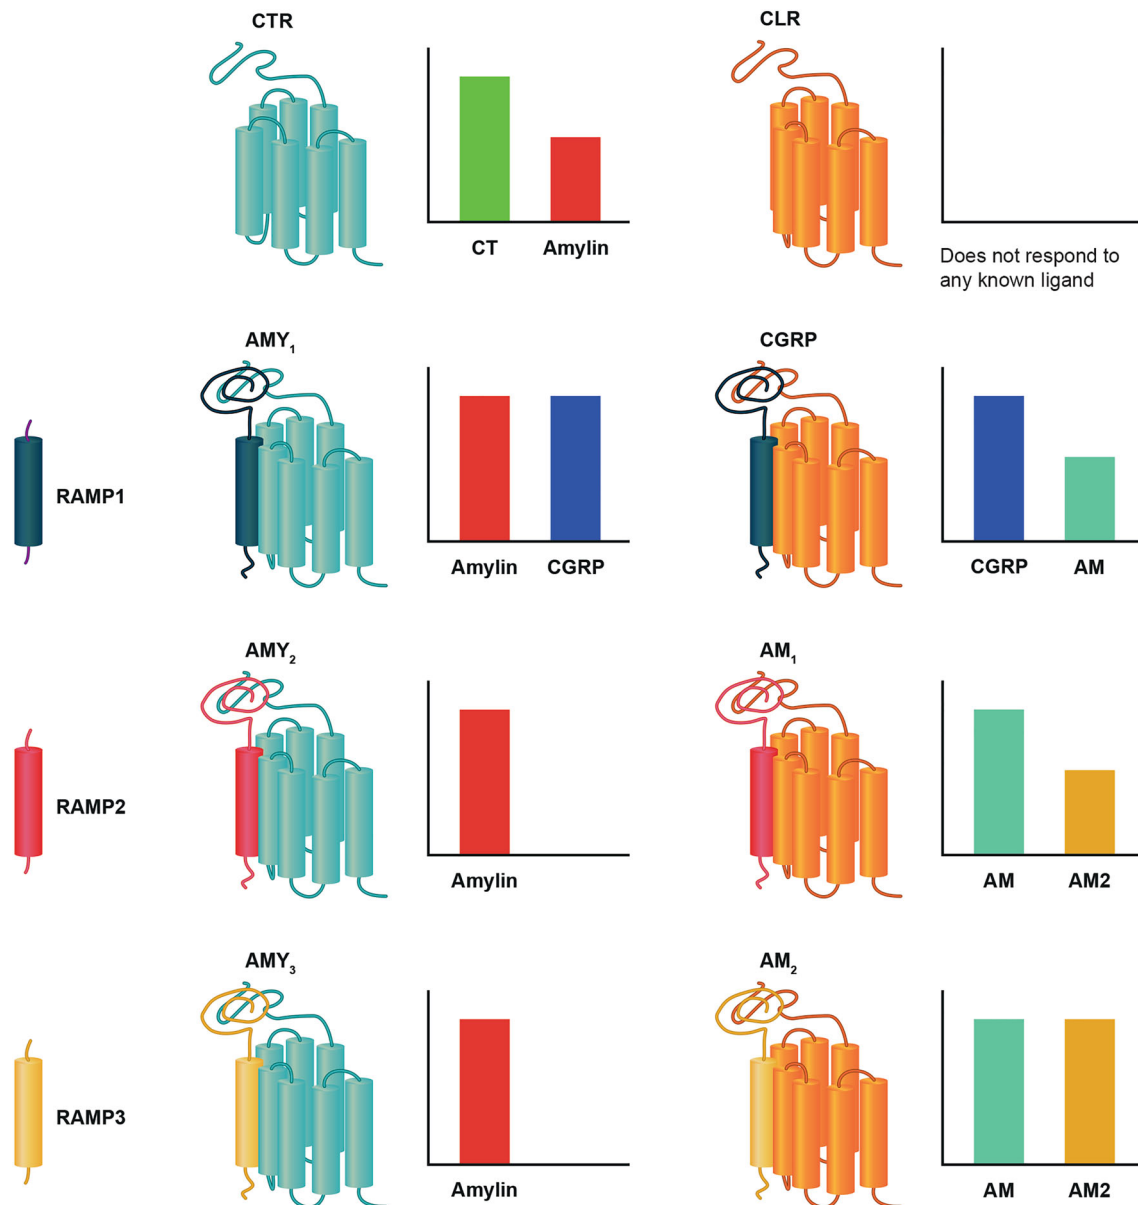 CTR
CLR
CT Amylin
Does not respond to
any known ligand
AMY₁
CGRP
RAMP1
Amylin CGRP
CGRP AM
AMY₂
AM₁
RAMP2
Amylin
AM AM2
AMY₃
AM₂
RAMP3
Amylin
AM AM2